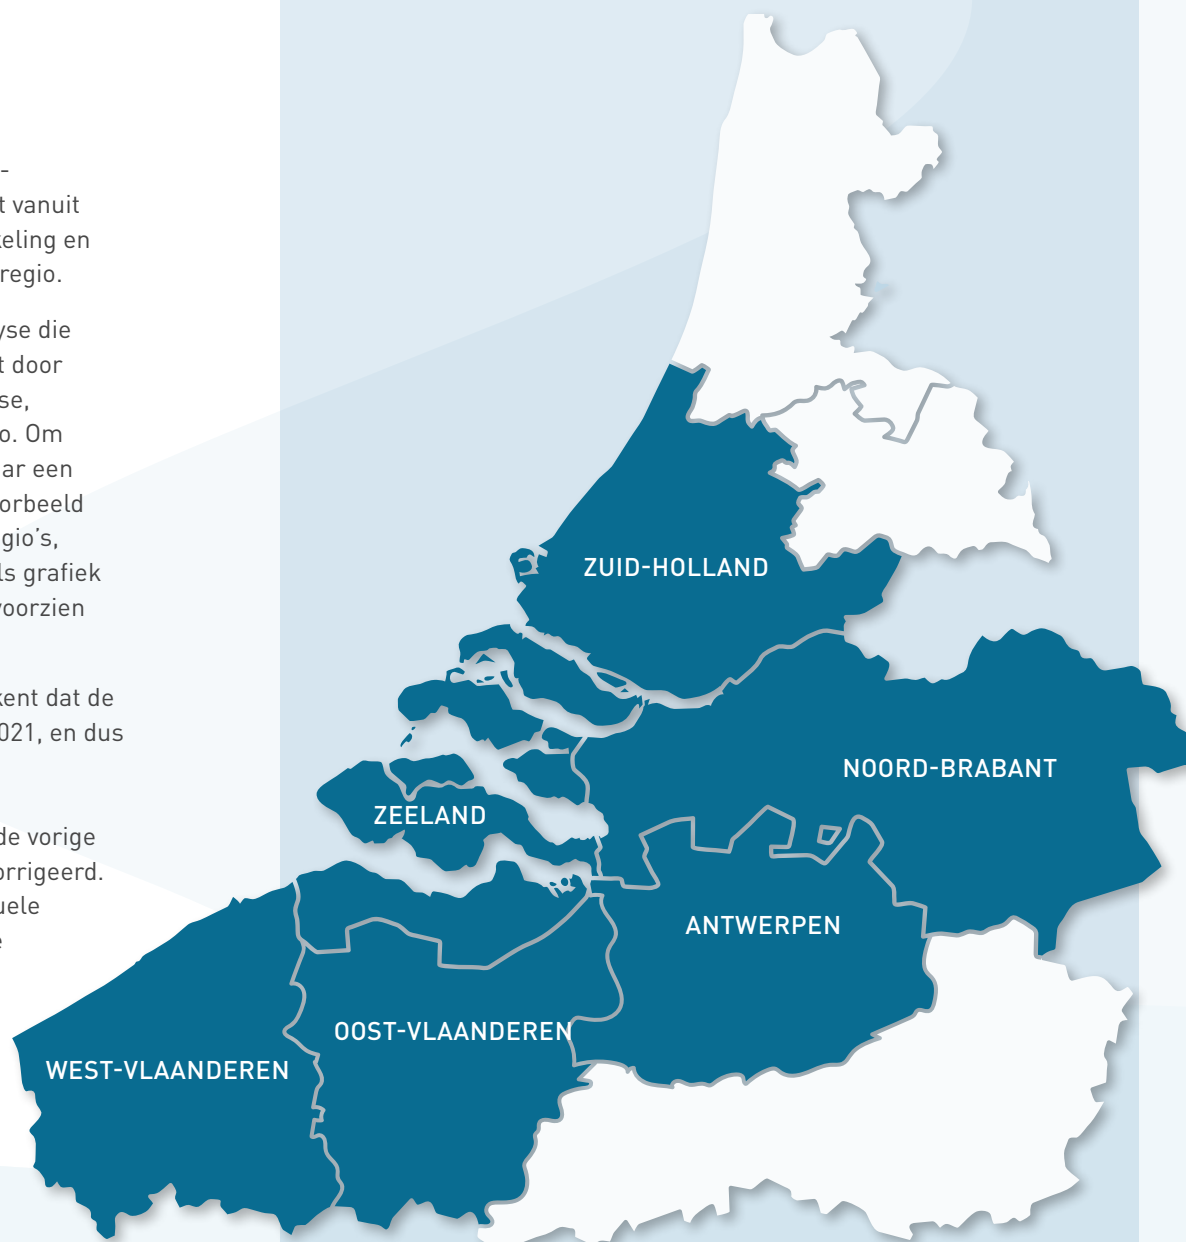 -
t vanuit
eling en
regio.
yse die
t door
se,
o. Om
ar een
orbeeld
gio's,
ls grafiek
voorzien
kent dat de
021, en dus
de vorige
orrigeerd.
uele
e
ZUID-HOLLAND
NOORD-BRABANT
ZEELAND
ANTWERPEN
OOST-VLAANDEREN
WEST-VLAANDEREN